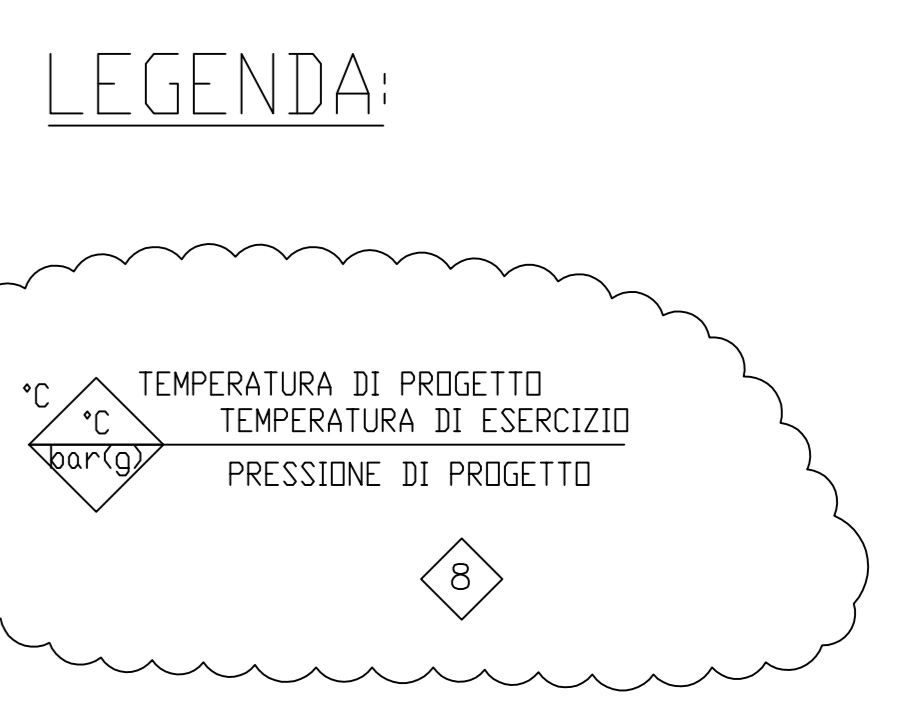 LEGENDA:
°C TEMPERATURA DI PROGETTO
°C TEMPERATURA DI ESERCIZIO
bar(g) PRESSIONE DI PROGETTO
8